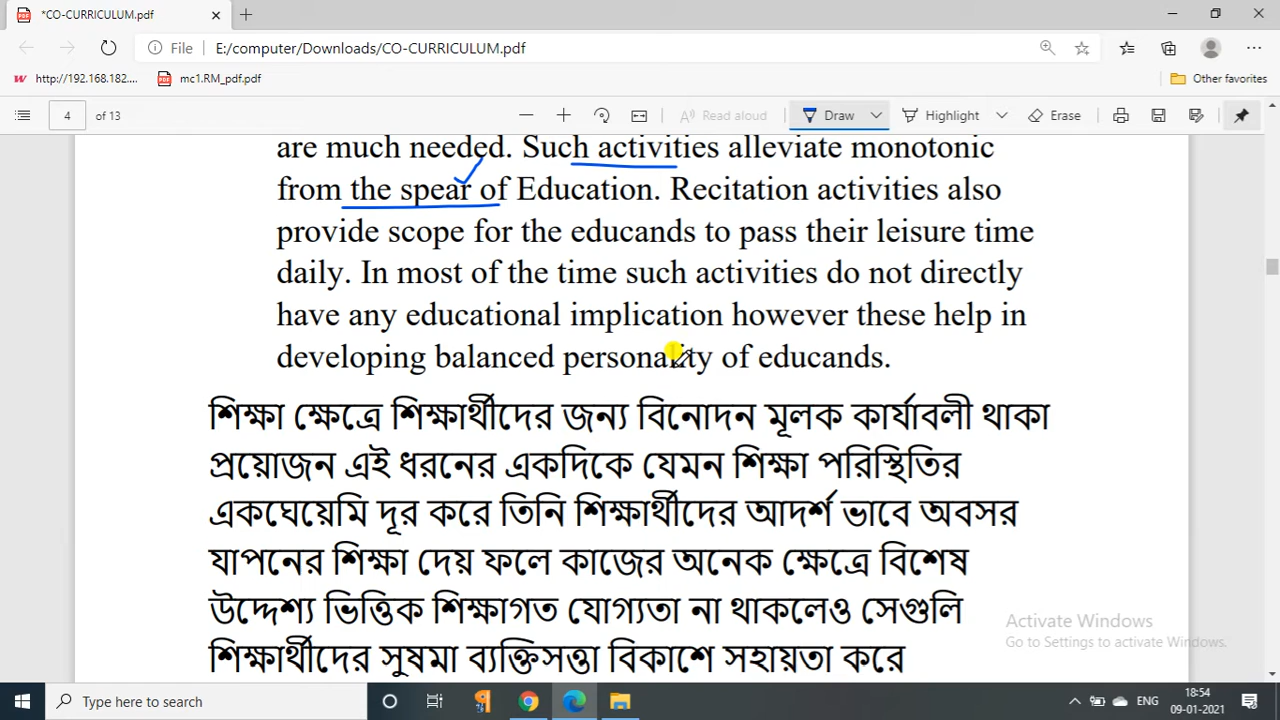 *CO-CURRICULUM.pdf
File E:/computer/Downloads/CO-CURRICULUM.pdf
http://192.168.182.... mc1.RM_pdf.pdf Other favorites
4 of 13 Read aloud Draw Highlight Erase
are much needed. Such activities alleviate monotonic
from the spear of Education. Recitation activities also
provide scope for the educands to pass their leisure time
daily. In most of the time such activities do not directly
have any educational implication however these help in
developing balanced personality of educands.
শিক্ষা ক্ষেত্রে শিক্ষার্থীদের জন্য বিনোদন মূলক কার্যাবলী থাকা
প্রয়োজন এই ধরনের একদিকে যেমন শিক্ষা পরিস্থিতির
একঘেয়েমি দূর করে তিনি শিক্ষার্থীদের আদর্শ ভাবে অবসর
যাপনের শিক্ষা দেয় ফলে কাজের অনেক ক্ষেত্রে বিশেষ
উদ্দেশ্য ভিত্তিক শিক্ষাগত যোগ্যতা না থাকলেও সেগুলি
শিক্ষার্থীদের সুষমা ব্যক্তিসত্তা বিকাশে সহায়তা করে
Activate Windows
Go to Settings to activate Windows.
Type here to search
ENG
18:54
09-01-2021